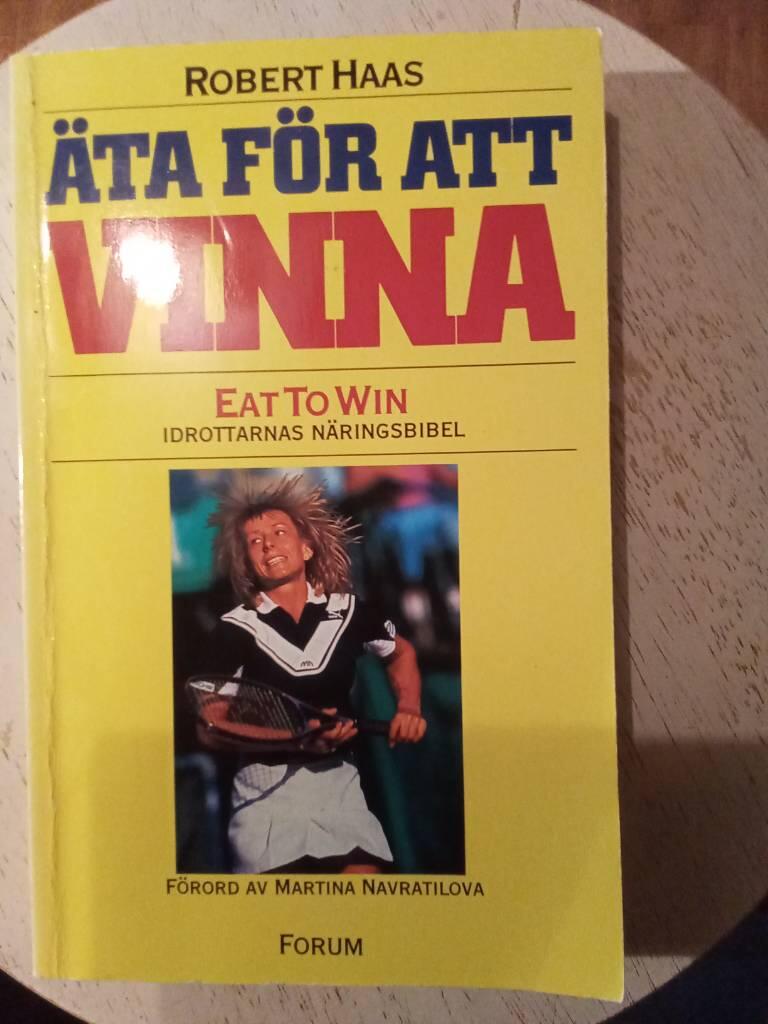 ROBERT HAAS
ÄTA FÖR ATT
VINNA
EAT TO WIN
IDROTTARNAS NÄRINGSBIBEL
FÖRORD AV MARTINA NAVRATILOVA
FORUM